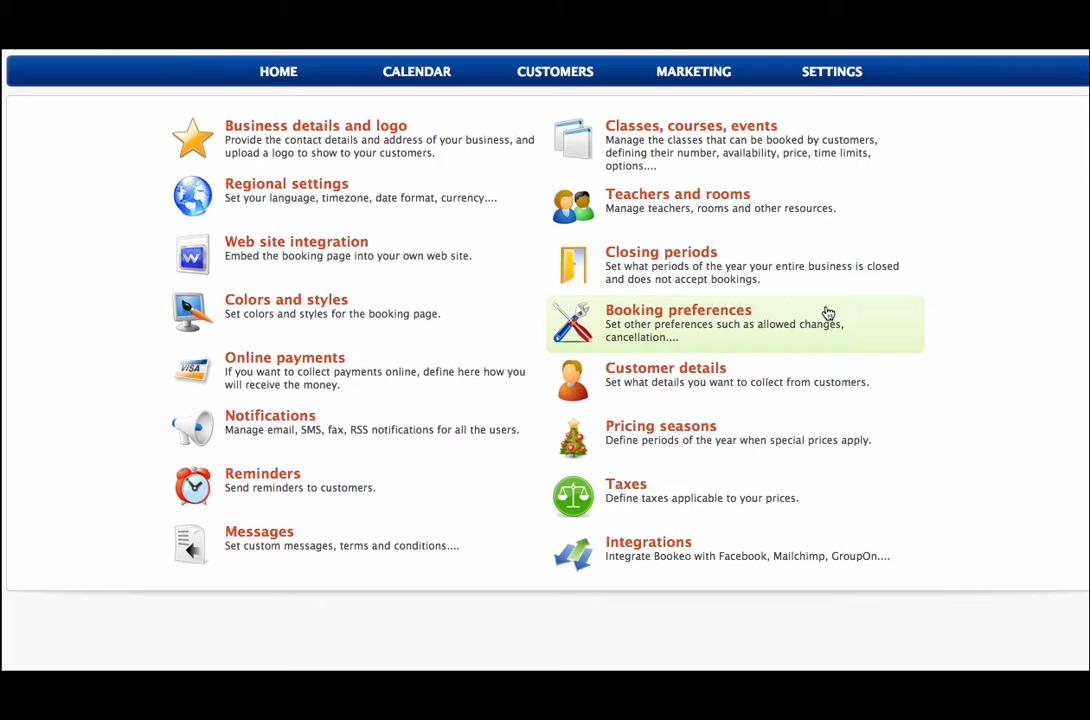 HOME CALENDAR CUSTOMERS MARKETING SETTINGS
Business details and logo
Provide the contact details and address of your business, and
upload a logo to show to your customers.
Regional settings
Set your language, timezone, date format, currency....
Web site integration
Embed the booking page into your own web site.
Colors and styles
Set colors and styles for the booking page.
Online payments
If you want to collect payments online, define here how you
will receive the money.
Notifications
Manage email, SMS, fax, RSS notifications for all the users.
Reminders
Send reminders to customers.
Messages
Set custom messages, terms and conditions....
Classes, courses, events
Manage the classes that can be booked by customers,
defining their number, availability, price, time limits,
options....
Teachers and rooms
Manage teachers, rooms and other resources.
Closing periods
Set what periods of the year your entire business is closed
and does not accept bookings.
Booking preferences
Set other preferences such as allowed changes,
cancellation....
Customer details
Set what details you want to collect from customers.
Pricing seasons
Define periods of the year when special prices apply.
Taxes
Define taxes applicable to your prices.
Integrations
Integrate Bookeo with Facebook, Mailchimp, GroupOn....
W
VISA